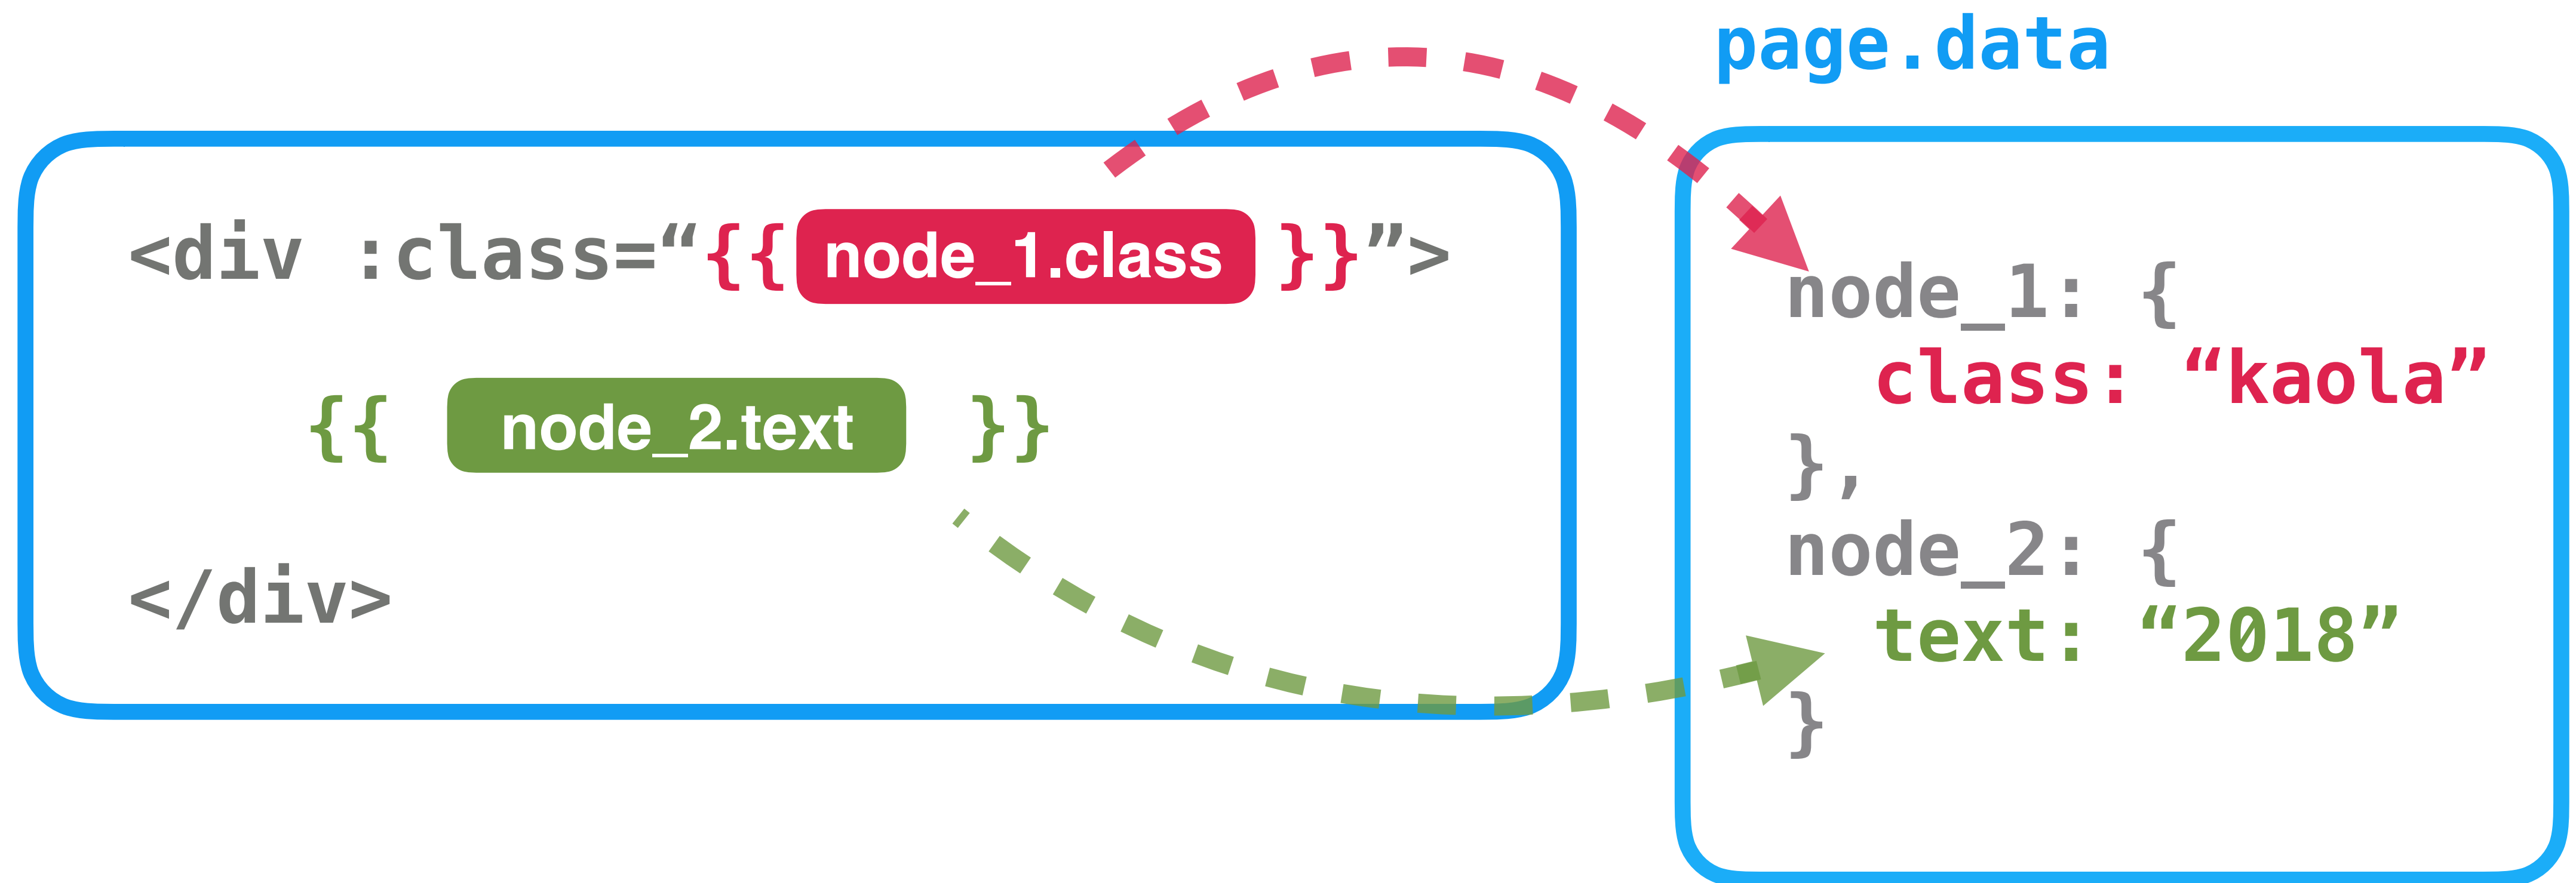 page.data
<div :class=“{{ node_1.class }}”>
{{ node_2.text }}
</div>
node_1: {
class: “kaola”
},
node_2: {
text: “2018”
}